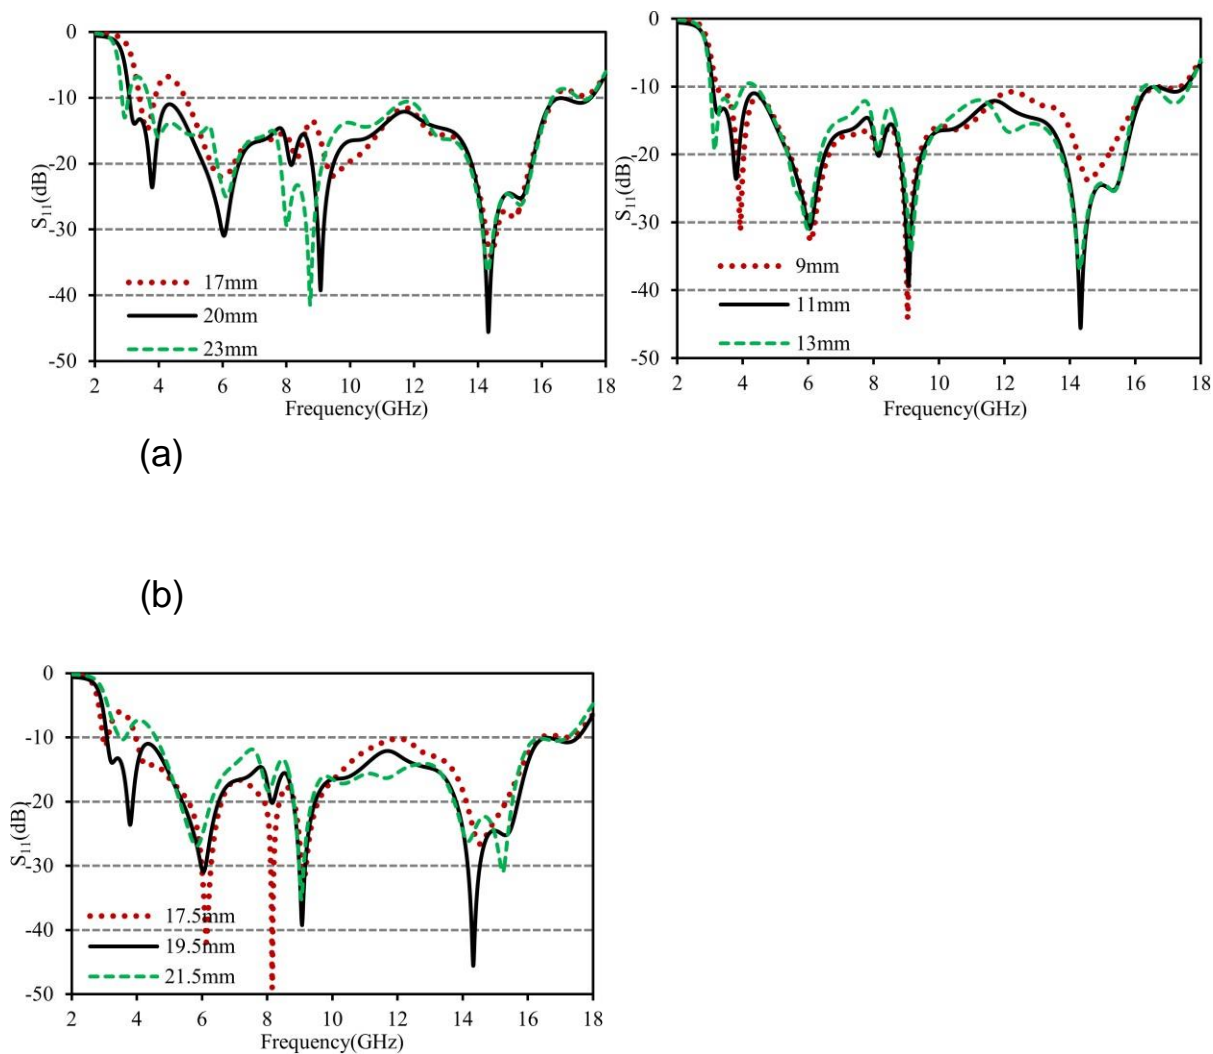 0
-10
-20
-30
-40
-50
S11(dB)
17mm
20mm
23mm
2 4 6 8 10 12 14 16 18
Frequency(GHz)
0
-10
-20
-30
-40
-50
S11(dB)
9mm
11mm
13mm
2 4 6 8 10 12 14 16 18
Frequency(GHz)
(a)
(b)
0
-10
-20
-30
-40
-50
S11(dB)
17.5mm
19.5mm
21.5mm
2 4 6 8 10 12 14 16 18
Frequency(GHz)